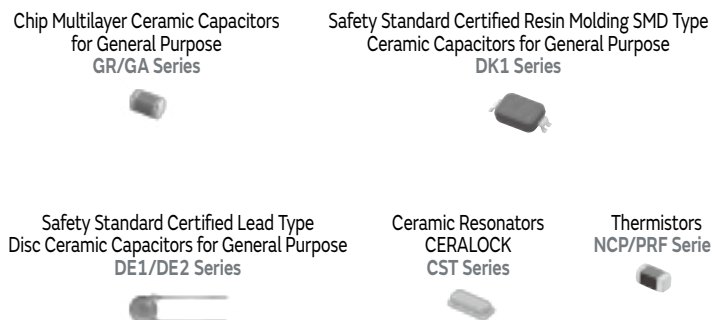 Chip Multilayer Ceramic Capacitors
for General Purpose
GR/GA Series
Safety Standard Certified Resin Molding SMD Type
Ceramic Capacitors for General Purpose
DK1 Series
Safety Standard Certified Lead Type
Disc Ceramic Capacitors for General Purpose
DE1/DE2 Series
Ceramic Resonators
CERALOCK
CST Series
Thermistors
NCP/PRF Serie